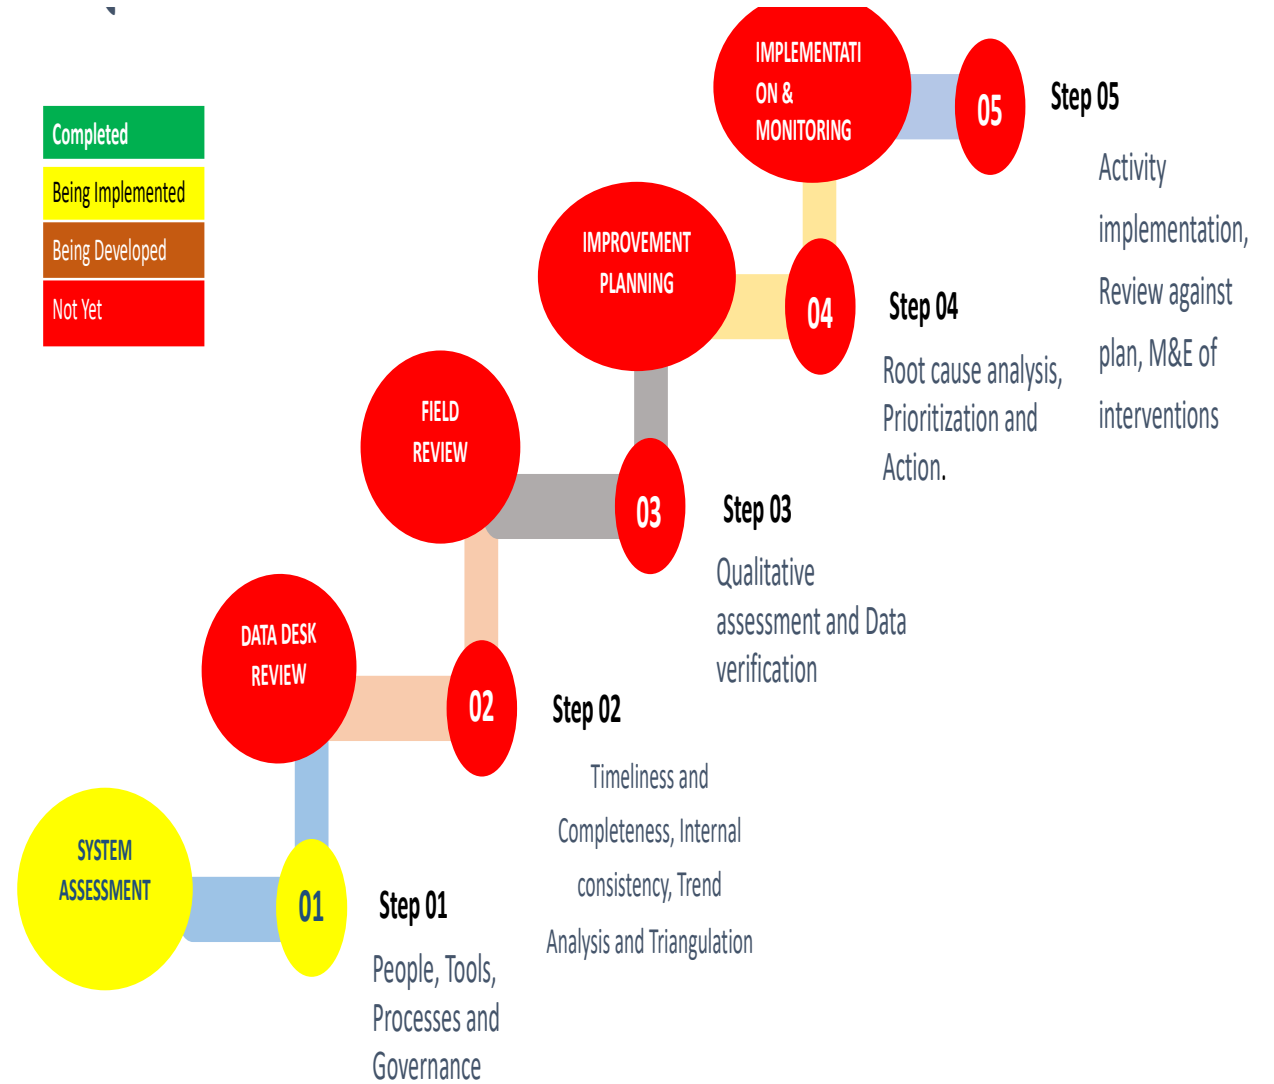 Completed
Being Implemented
Being Developed
Not Yet
IMPLEMENTATI
ON &
MONITORING
05
Step 05
Activity
implementation,
Review against
plan, M&E of
interventions
IMPROVEMENT
PLANNING
04
Step 04
Root cause analysis,
Prioritization and
Action.
FIELD
REVIEW
03
Step 03
Qualitative
assessment and Data
verification
DATA DESK
REVIEW
02
Step 02
Timeliness and
Completeness, Internal
consistency, Trend
Analysis and Triangulation
SYSTEM
ASSESSMENT
01
Step 01
People, Tools,
Processes and
Governance